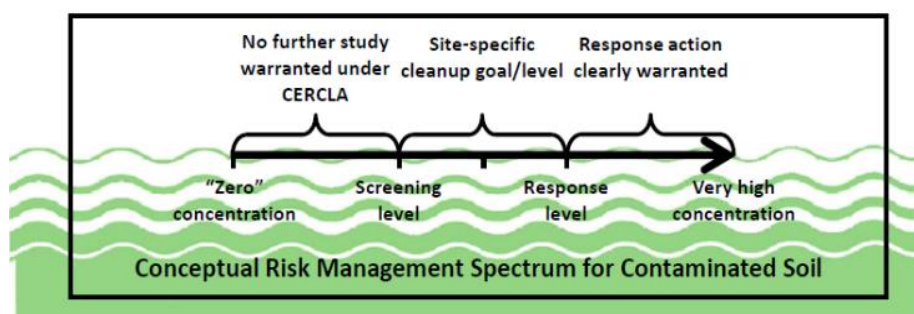 No further study
warranted under
CERCLA
Site-specific
cleanup goal/level
Response action
clearly warranted
“Zero”
concentration
Screening
level
Response
level
Very high
concentration
Conceptual Risk Management Spectrum for Contaminated Soil